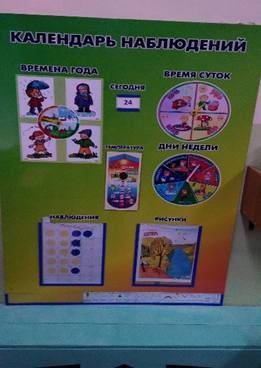 КАЛЕНДАРЬ НАБЛЮДЕНИЙ
ВРЕМЕНА ГОДА
СЕГОДНЯ
ВРЕМЯ СУТОК
24
ТЕМПЕРАТУРА
ДНИ НЕДЕЛИ
НАБЛЮДЕНИЯ
РИСУНКИ